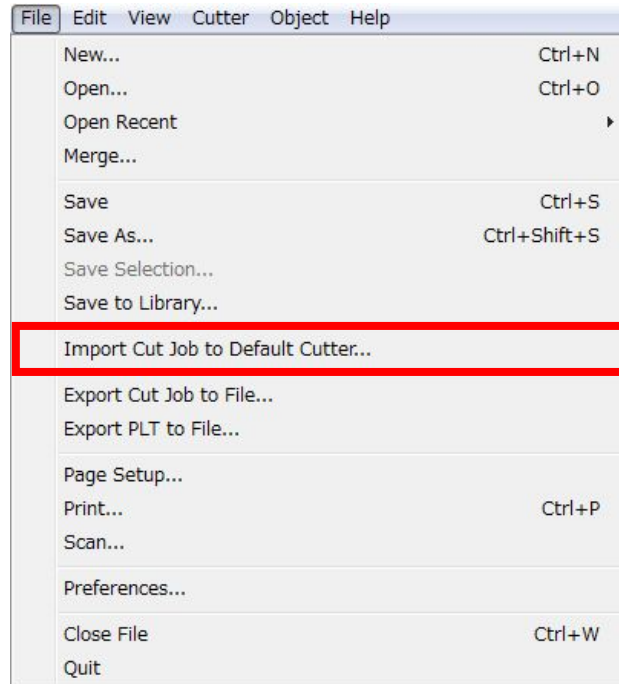 File Edit View Cutter Object Help
New... Ctrl+N
Open... Ctrl+O
Open Recent
Merge...
Save Ctrl+S
Save As... Ctrl+Shift+S
Save Selection...
Save to Library...
Import Cut Job to Default Cutter...
Export Cut Job to File...
Export PLT to File...
Page Setup...
Print... Ctrl+P
Scan...
Preferences...
Close File Ctrl+W
Quit